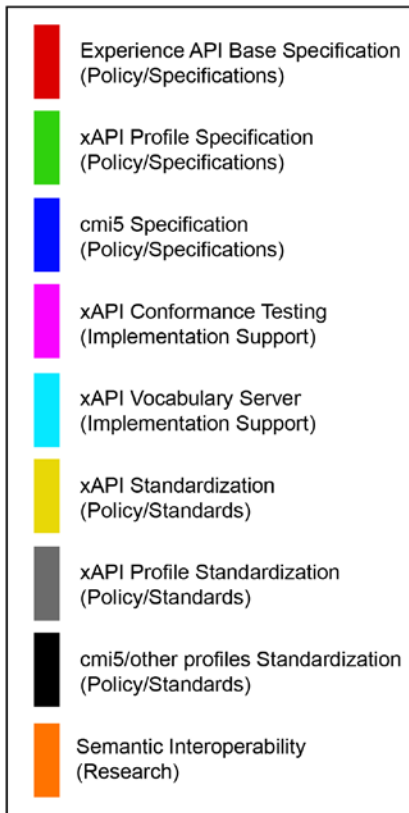 Experience API Base Specification
(Policy/Specifications)
xAPI Profile Specification
(Policy/Specifications)
cmi5 Specification
(Policy/Specifications)
xAPI Conformance Testing
(Implementation Support)
xAPI Vocabulary Server
(Implementation Support)
xAPI Standardization
(Policy/Standards)
xAPI Profile Standardization
(Policy/Standards)
cmi5/other profiles Standardization
(Policy/Standards)
Semantic Interoperability
(Research)